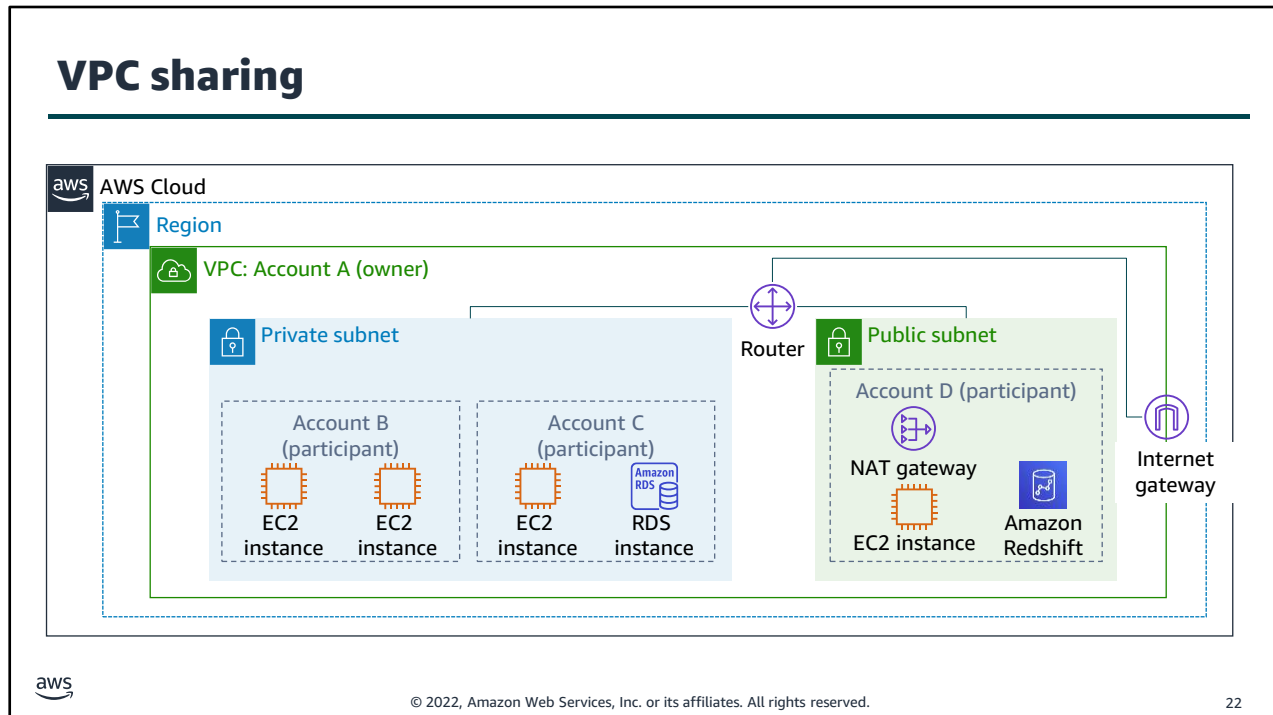 VPC sharing
aws
AWS Cloud
Region
VPC: Account A (owner)
Private subnet
Router
Public subnet
Account B
(participant)
EC2
instance
EC2
instance
Account C
(participant)
EC2
instance
Amazon
RDS
RDS
instance
Account D (participant)
NAT gateway
EC2 instance
Amazon
Redshift
Internet
gateway
aws
© 2022, Amazon Web Services, Inc. or its affiliates. All rights reserved.
22